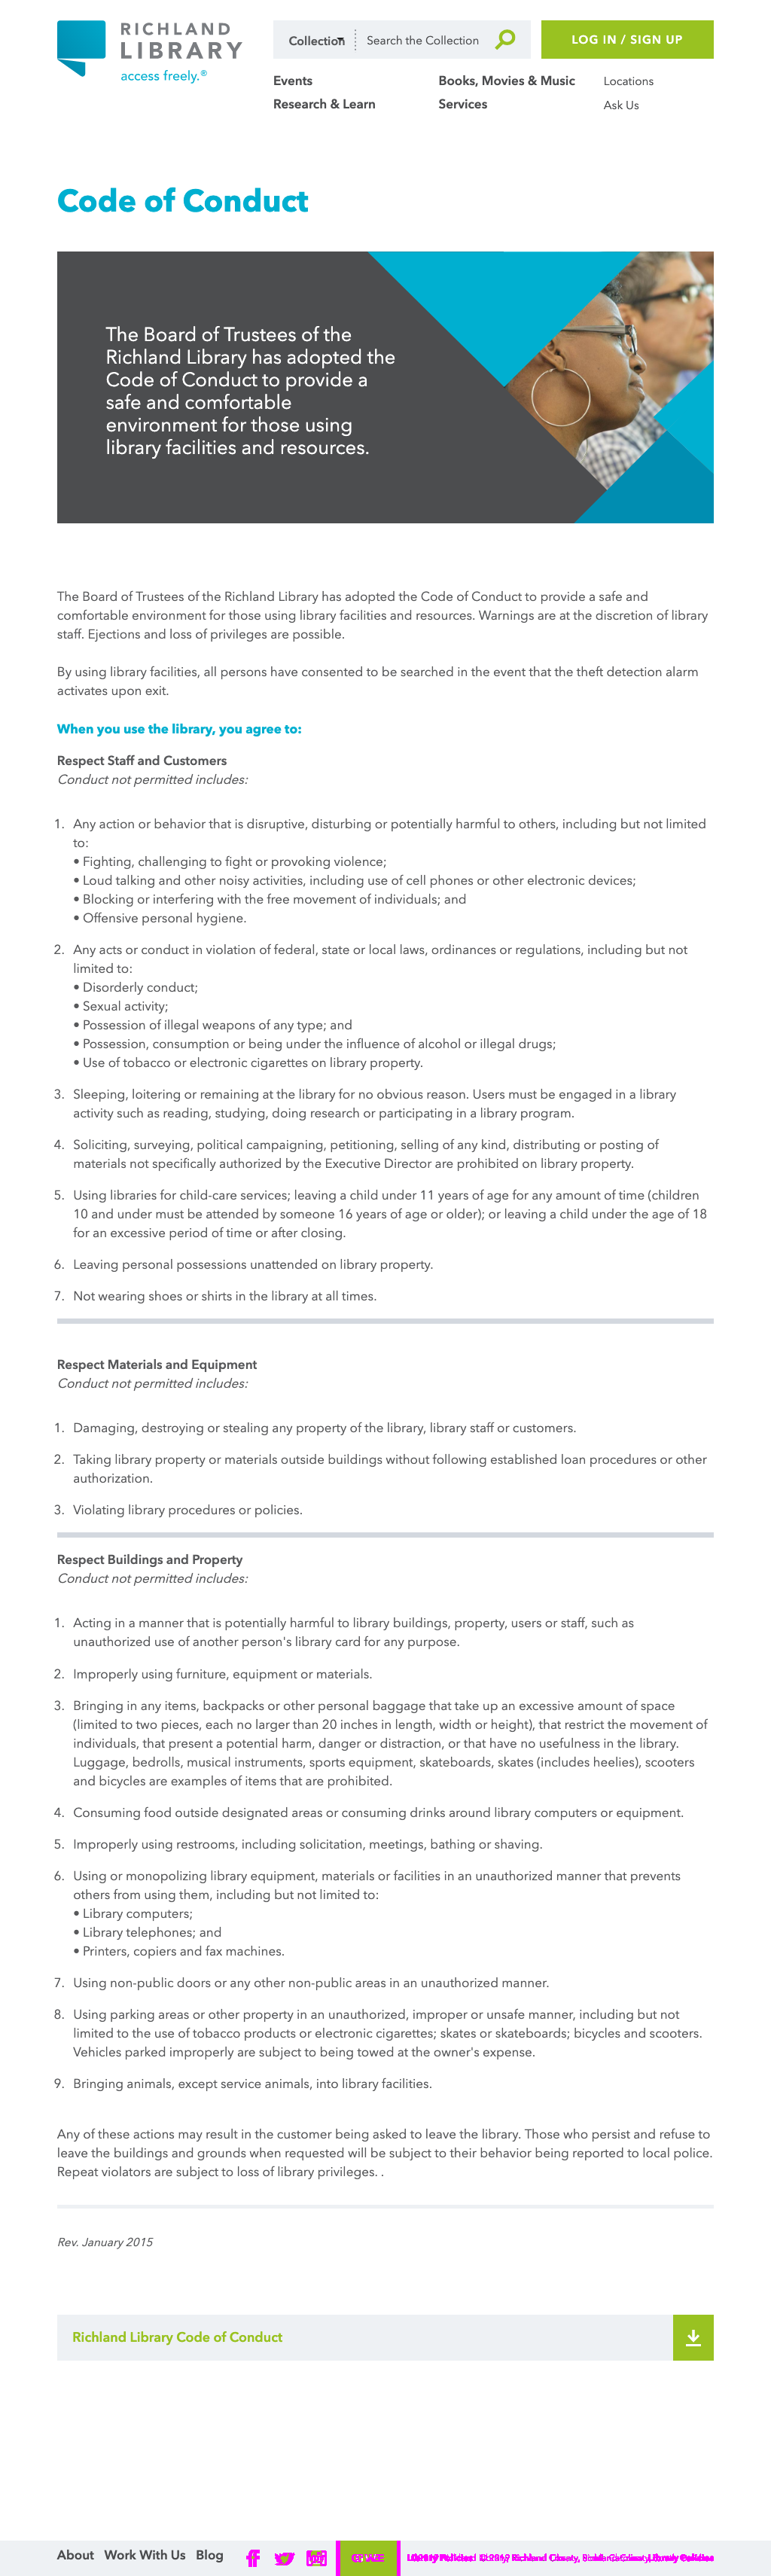 RICHLAND
LIBRARY
access freely.®
Collection
Search the Collection
LOG IN / SIGN UP
Events
Books, Movies & Music
Locations
Research & Learn
Services
Ask Us
Code of Conduct
The Board of Trustees of the
Richland Library has adopted the
Code of Conduct to provide a
safe and comfortable
environment for those using
library facilities and resources.
The Board of Trustees of the Richland Library has adopted the Code of Conduct to provide a safe and
comfortable environment for those using library facilities and resources. Warnings are at the discretion of library
staff. Ejections and loss of privileges are possible.
By using library facilities, all persons have consented to be searched in the event that the theft detection alarm
activates upon exit.
When you use the library, you agree to:
Respect Staff and Customers
Conduct not permitted includes:
1. Any action or behavior that is disruptive, disturbing or potentially harmful to others, including but not limited
to:
• Fighting, challenging to fight or provoking violence;
• Loud talking and other noisy activities, including use of cell phones or other electronic devices;
• Blocking or interfering with the free movement of individuals; and
• Offensive personal hygiene.
2. Any acts or conduct in violation of federal, state or local laws, ordinances or regulations, including but not
limited to:
• Disorderly conduct;
• Sexual activity;
• Possession of illegal weapons of any type; and
• Possession, consumption or being under the influence of alcohol or illegal drugs;
• Use of tobacco or electronic cigarettes on library property.
3. Sleeping, loitering or remaining at the library for no obvious reason. Users must be engaged in a library
activity such as reading, studying, doing research or participating in a library program.
4. Soliciting, surveying, political campaigning, petitioning, selling of any kind, distributing or posting of
materials not specifically authorized by the Executive Director are prohibited on library property.
5. Using libraries for child-care services; leaving a child under 11 years of age for any amount of time (children
10 and under must be attended by someone 16 years of age or older); or leaving a child under the age of 18
for an excessive period of time or after closing.
6. Leaving personal possessions unattended on library property.
7. Not wearing shoes or shirts in the library at all times.
Respect Materials and Equipment
Conduct not permitted includes:
1. Damaging, destroying or stealing any property of the library, library staff or customers.
2. Taking library property or materials outside buildings without following established loan procedures or other
authorization.
3. Violating library procedures or policies.
Respect Buildings and Property
Conduct not permitted includes:
1. Acting in a manner that is potentially harmful to library buildings, property, users or staff, such as
unauthorized use of another person's library card for any purpose.
2. Improperly using furniture, equipment or materials.
3. Bringing in any items, backpacks or other personal baggage that take up an excessive amount of space
(limited to two pieces, each no larger than 20 inches in length, width or height), that restrict the movement of
individuals, that present a potential harm, danger or distraction, or that have no usefulness in the library.
Luggage, bedrolls, musical instruments, sports equipment, skateboards, skates (includes heelies), scooters
and bicycles are examples of items that are prohibited.
4. Consuming food outside designated areas or consuming drinks around library computers or equipment.
5. Improperly using restrooms, including solicitation, meetings, bathing or shaving.
6. Using or monopolizing library equipment, materials or facilities in an unauthorized manner that prevents
others from using them, including but not limited to:
• Library computers;
• Library telephones; and
• Printers, copiers and fax machines.
7. Using non-public doors or any other non-public areas in an unauthorized manner.
8. Using parking areas or other property in an unauthorized, improper or unsafe manner, including but not
limited to the use of tobacco products or electronic cigarettes; skates or skateboards; bicycles and scooters.
Vehicles parked improperly are subject to being towed at the owner's expense.
9. Bringing animals, except service animals, into library facilities.
Any of these actions may result in the customer being asked to leave the library. Those who persist and refuse to
leave the buildings and grounds when requested will be subject to their behavior being reported to local police.
Repeat violators are subject to loss of library privileges. .
Rev. January 2015
Richland Library Code of Conduct
About Work With Us Blog